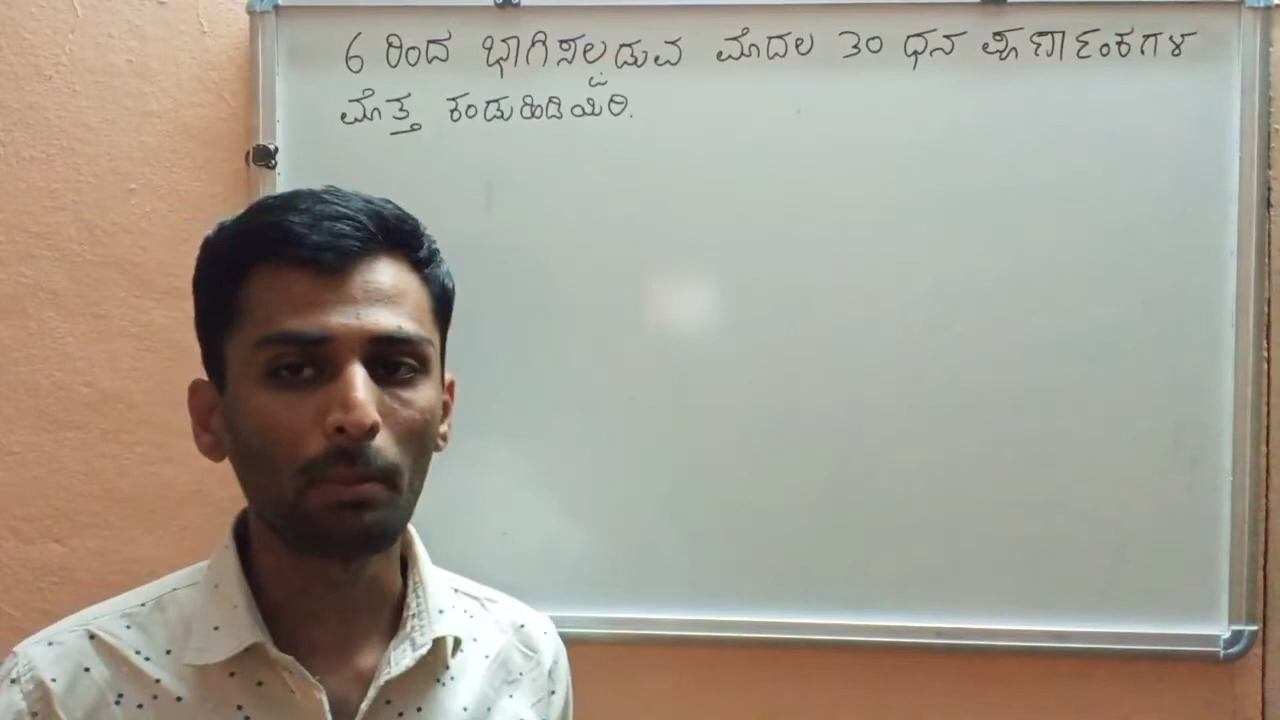 6 ರಿಂದ ಭಾಗಿಸಲ್ಪಡುವ ಮೊದಲ 30 ಧನ ಪೂರ್ಣಾಂಕಗಳ
ಮೊತ್ತ ಕಂಡುಹಿಡಿಯಿರಿ.